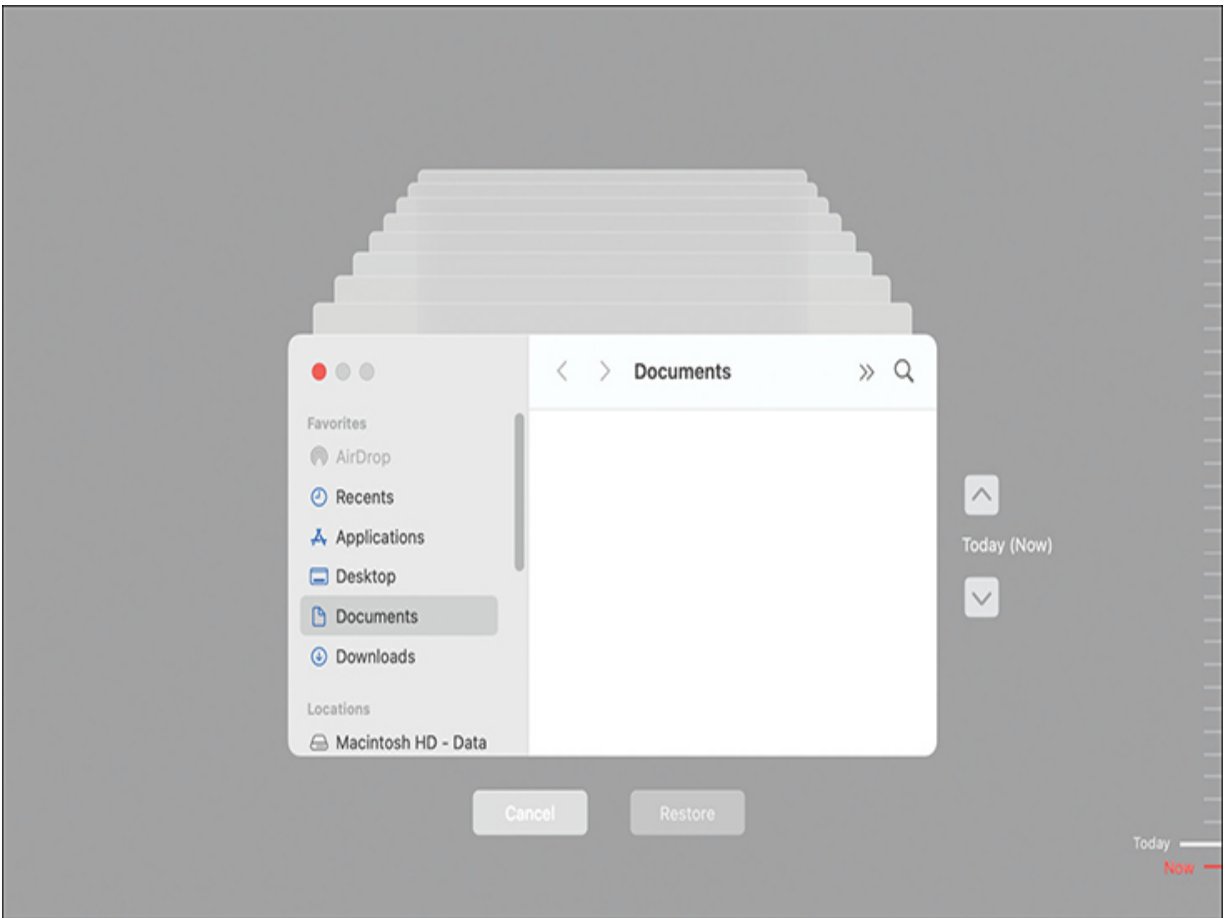 Documents
Favorites
AirDrop
Recents
Applications
Desktop
Documents
Downloads
Locations
Macintosh HD - Data
Today (Now)
Cancel
Restore
Today
Now